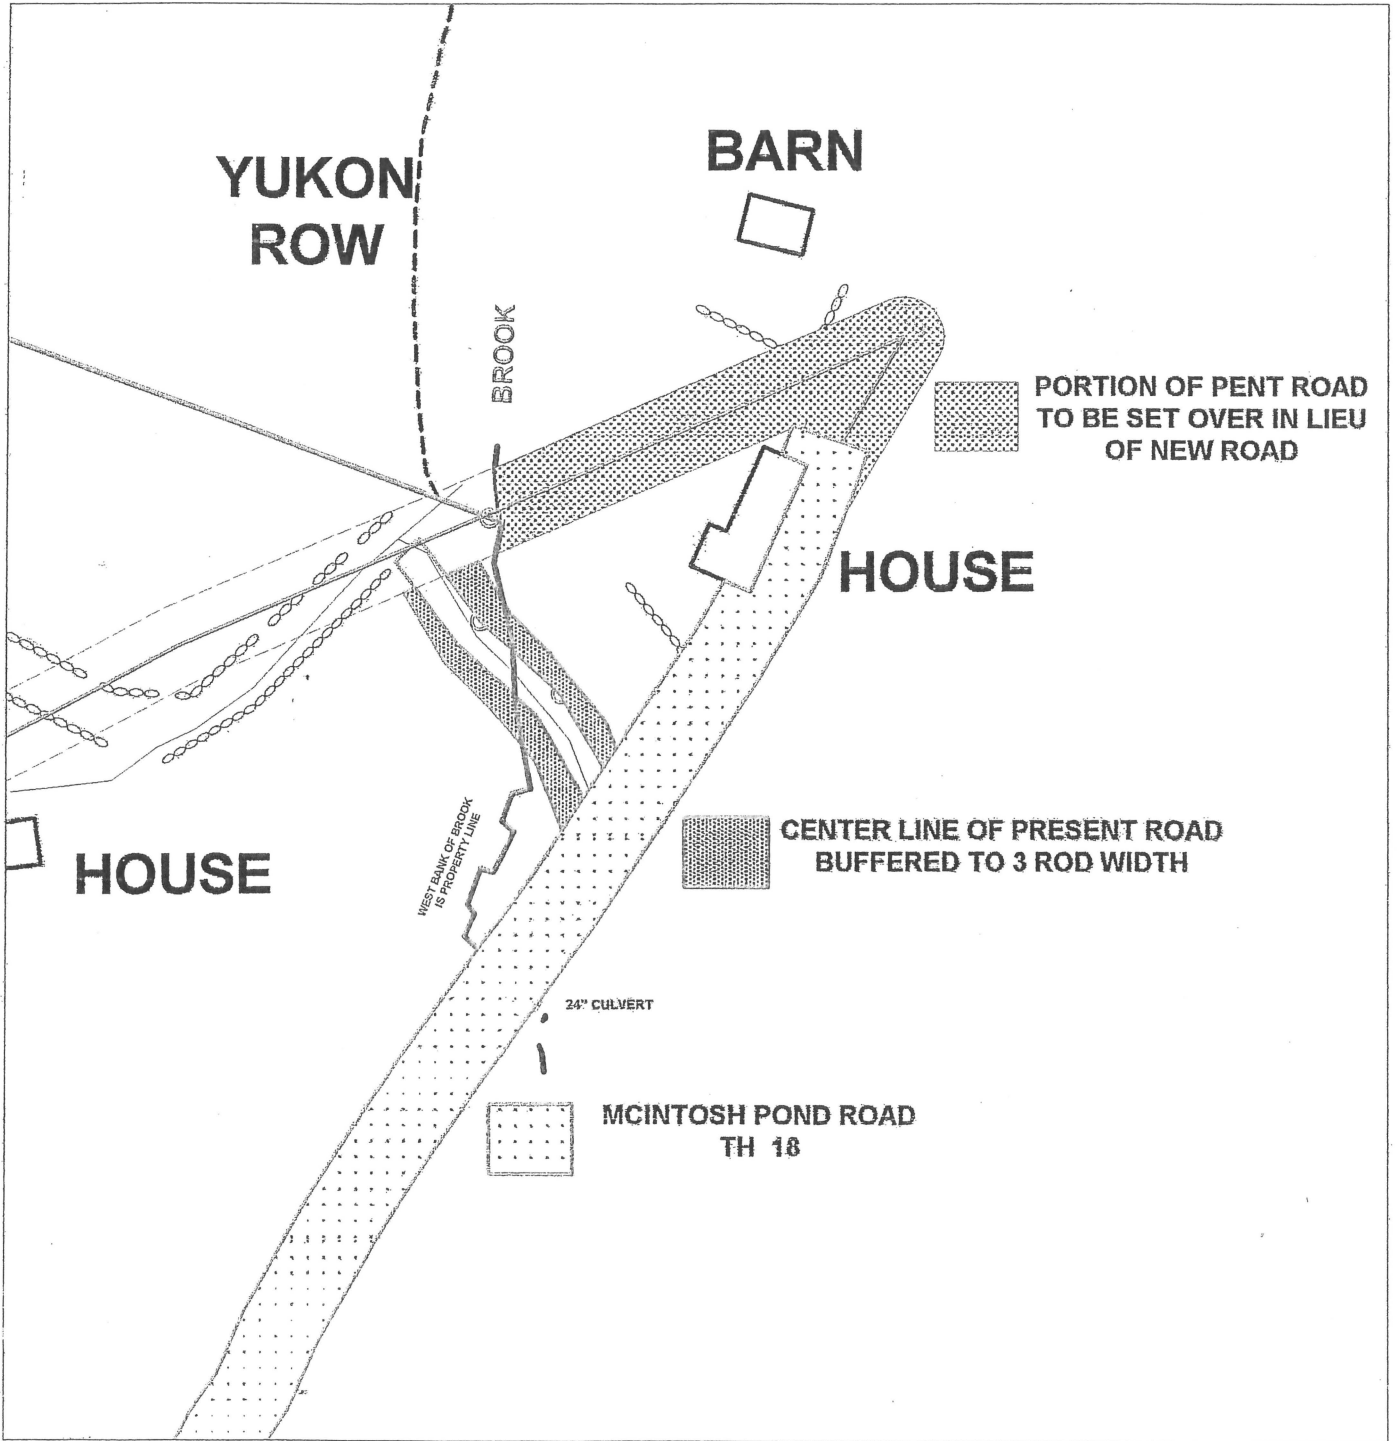 YUKON
ROW
BARN
BROOK
PORTION OF PENT ROAD
TO BE SET OVER IN LIEU
OF NEW ROAD
HOUSE
CENTER LINE OF PRESENT ROAD
BUFFERED TO 3 ROD WIDTH
HOUSE
WEST BANK OF BROOK
IS PROPERTY LINE
24" CULVERT
MCINTOSH POND ROAD
TH 18